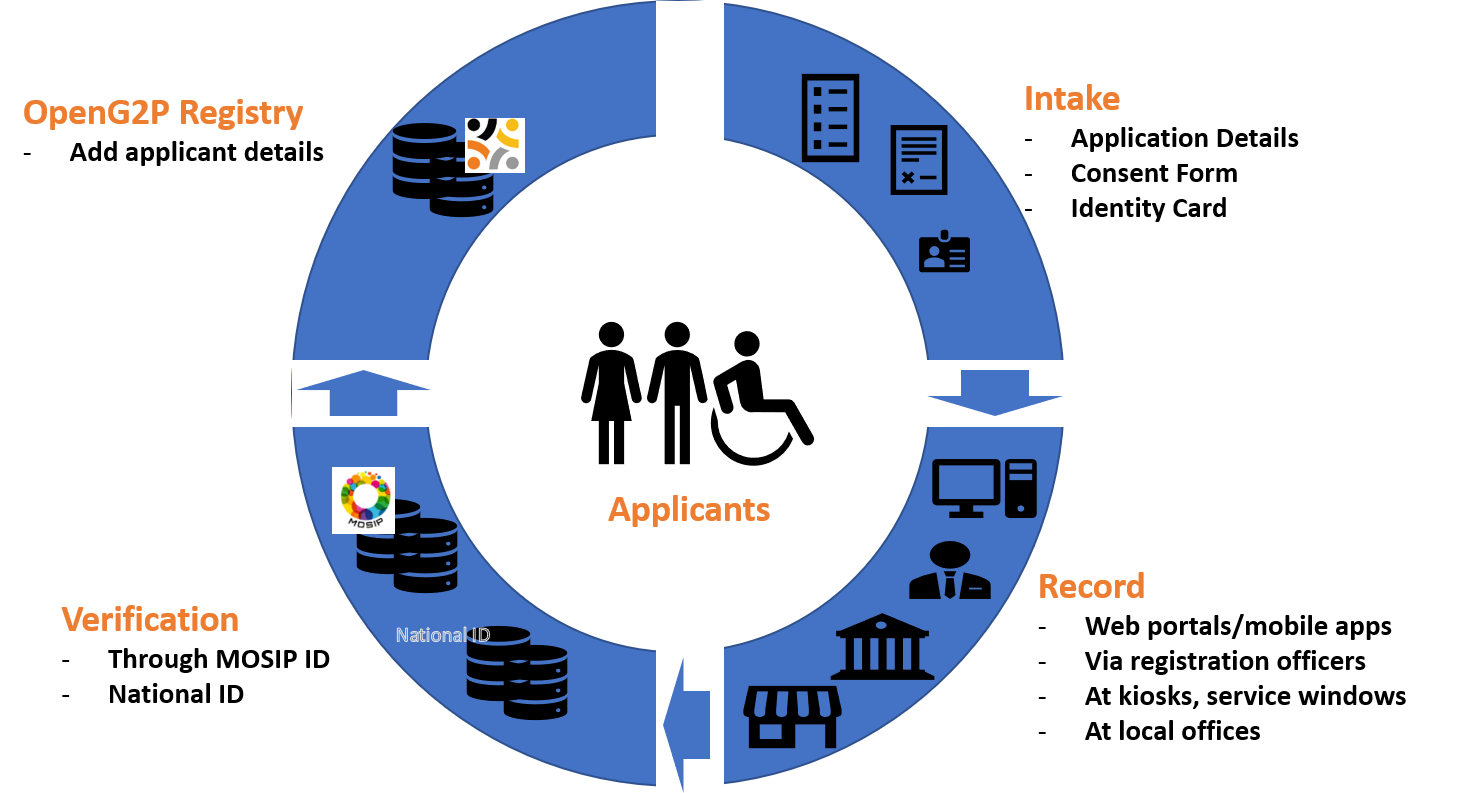 OpenG2P Registry
- Add applicant details
Intake
- Application Details
- Consent Form
- Identity Card
Applicants
MOSIP
National ID
Verification
- Through MOSIP ID
- National ID
Record
- Web portals/mobile apps
- Via registration officers
- At kiosks, service windows
- At local offices